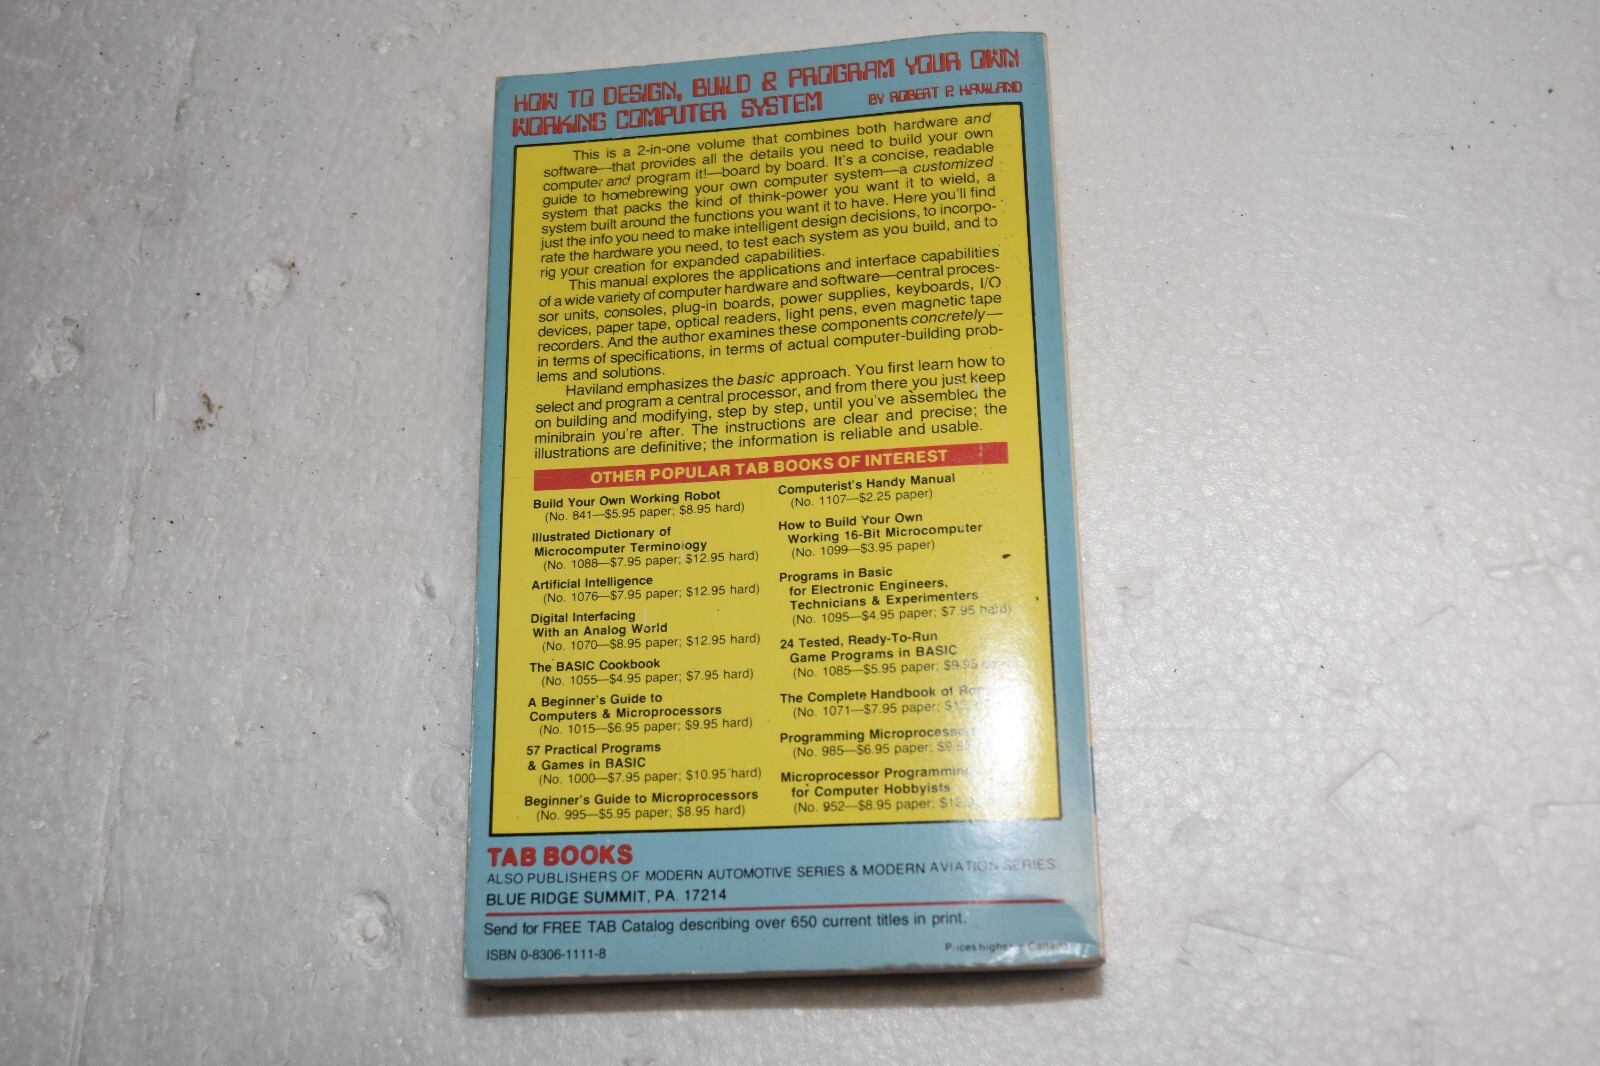 HOW TO DESIGN, BUILD & PROGRAM YOUR OWN
WORKING COMPUTER SYSTEM BY ROBERT P. HAVILAND
This is a 2-in-one volume that combines both hardware and
software—that provides all the details you need to build your own
computer and program it!—board by board. It's a concise, readable
guide to homebrewing your own computer system—a customized
system that packs the kind of think-power you want it to wield, a
system built around the functions you want it to have. Here you'll find
just the info you need to make intelligent design decisions, to incorpo-
rate the hardware you need, to test each system as you build, and to
rig your creation for expanded capabilities.
This manual explores the applications and interface capabilities
of a wide variety of computer hardware and software—central proces-
sor units, consoles, plug-in boards, power supplies, keyboards, I/O
devices, paper tape, optical readers, light pens, even magnetic tape
recorders. And the author examines these components concretely—
in terms of specifications, in terms of actual computer-building prob-
lems and solutions.
Haviland emphasizes the basic approach. You first learn how to
select and program a central processor, and from there you just keep
on building and modifying, step by step, until you've assembled the
minibrain you're after. The instructions are clear and precise; the
illustrations are definitive; the information is reliable and usable.
OTHER POPULAR TAB BOOKS OF INTEREST
Build Your Own Working Robot
(No. 841—$5.95 paper; $8.95 hard)
Illustrated Dictionary of
Microcomputer Terminology
(No. 1088—$7.95 paper; $12.95 hard)
Artificial Intelligence
(No. 1076—$7.95 paper; $12.95 hard)
Digital Interfacing
With an Analog World
(No. 1070—$8.95 paper; $12.95 hard)
The BASIC Cookbook
(No. 1055—$4.95 paper; $7.95 hard)
A Beginner's Guide to
Computers & Microprocessors
(No. 1015—$6.95 paper; $9.95 hard)
57 Practical Programs
& Games in BASIC
(No. 1000—$7.95 paper; $10.95 hard)
Beginner's Guide to Microprocessors
(No. 995—$5.95 paper; $8.95 hard)
Computerist's Handy Manual
(No. 1107—$2.25 paper)
How to Build Your Own
Working 16-Bit Microcomputer
(No. 1099—$3.95 paper)
Programs in Basic
for Electronic Engineers,
Technicians & Experimenters
(No. 1095—$4.95 paper; $7.95 hard)
24 Tested, Ready-To-Run
Game Programs in BASIC
(No. 1085—$5.95 paper; $9.95
The Complete Handbook of
(No. 1071—$7.95 paper;
Programming Microprocessors
(No. 985—$6.95 paper; $9.95
Microprocessor Programming
for Computer Hobbyists
(No. 952—$8.95 paper;
TAB BOOKS
ALSO PUBLISHERS OF MODERN AUTOMOTIVE SERIES & MODERN AVIATION SERIES
BLUE RIDGE SUMMIT, PA. 17214
Send for FREE TAB Catalog describing over 650 current titles in print.
ISBN 0-8306-1111-8
Prices higher in Canada